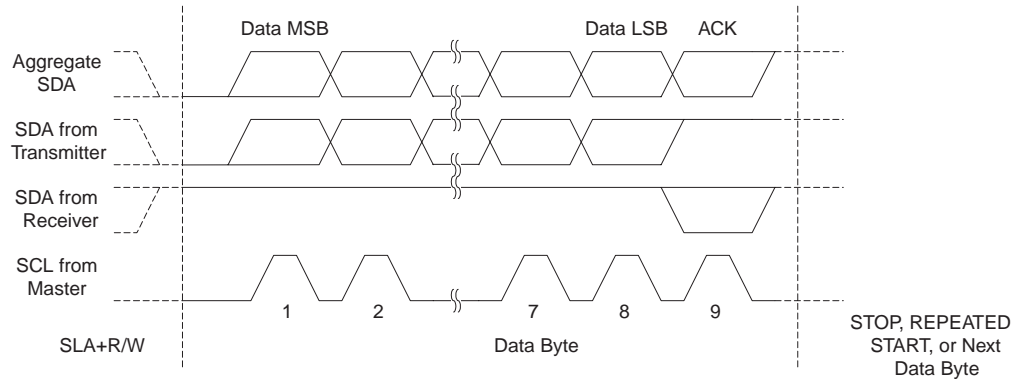 Data MSB
Data LSB
ACK
Aggregate
SDA
SDA from
Transmitter
SDA from
Receiver
SCL from
Master
1
2
7
8
9
SLA+R/W
Data Byte
STOP, REPEATED
START, or Next
Data Byte